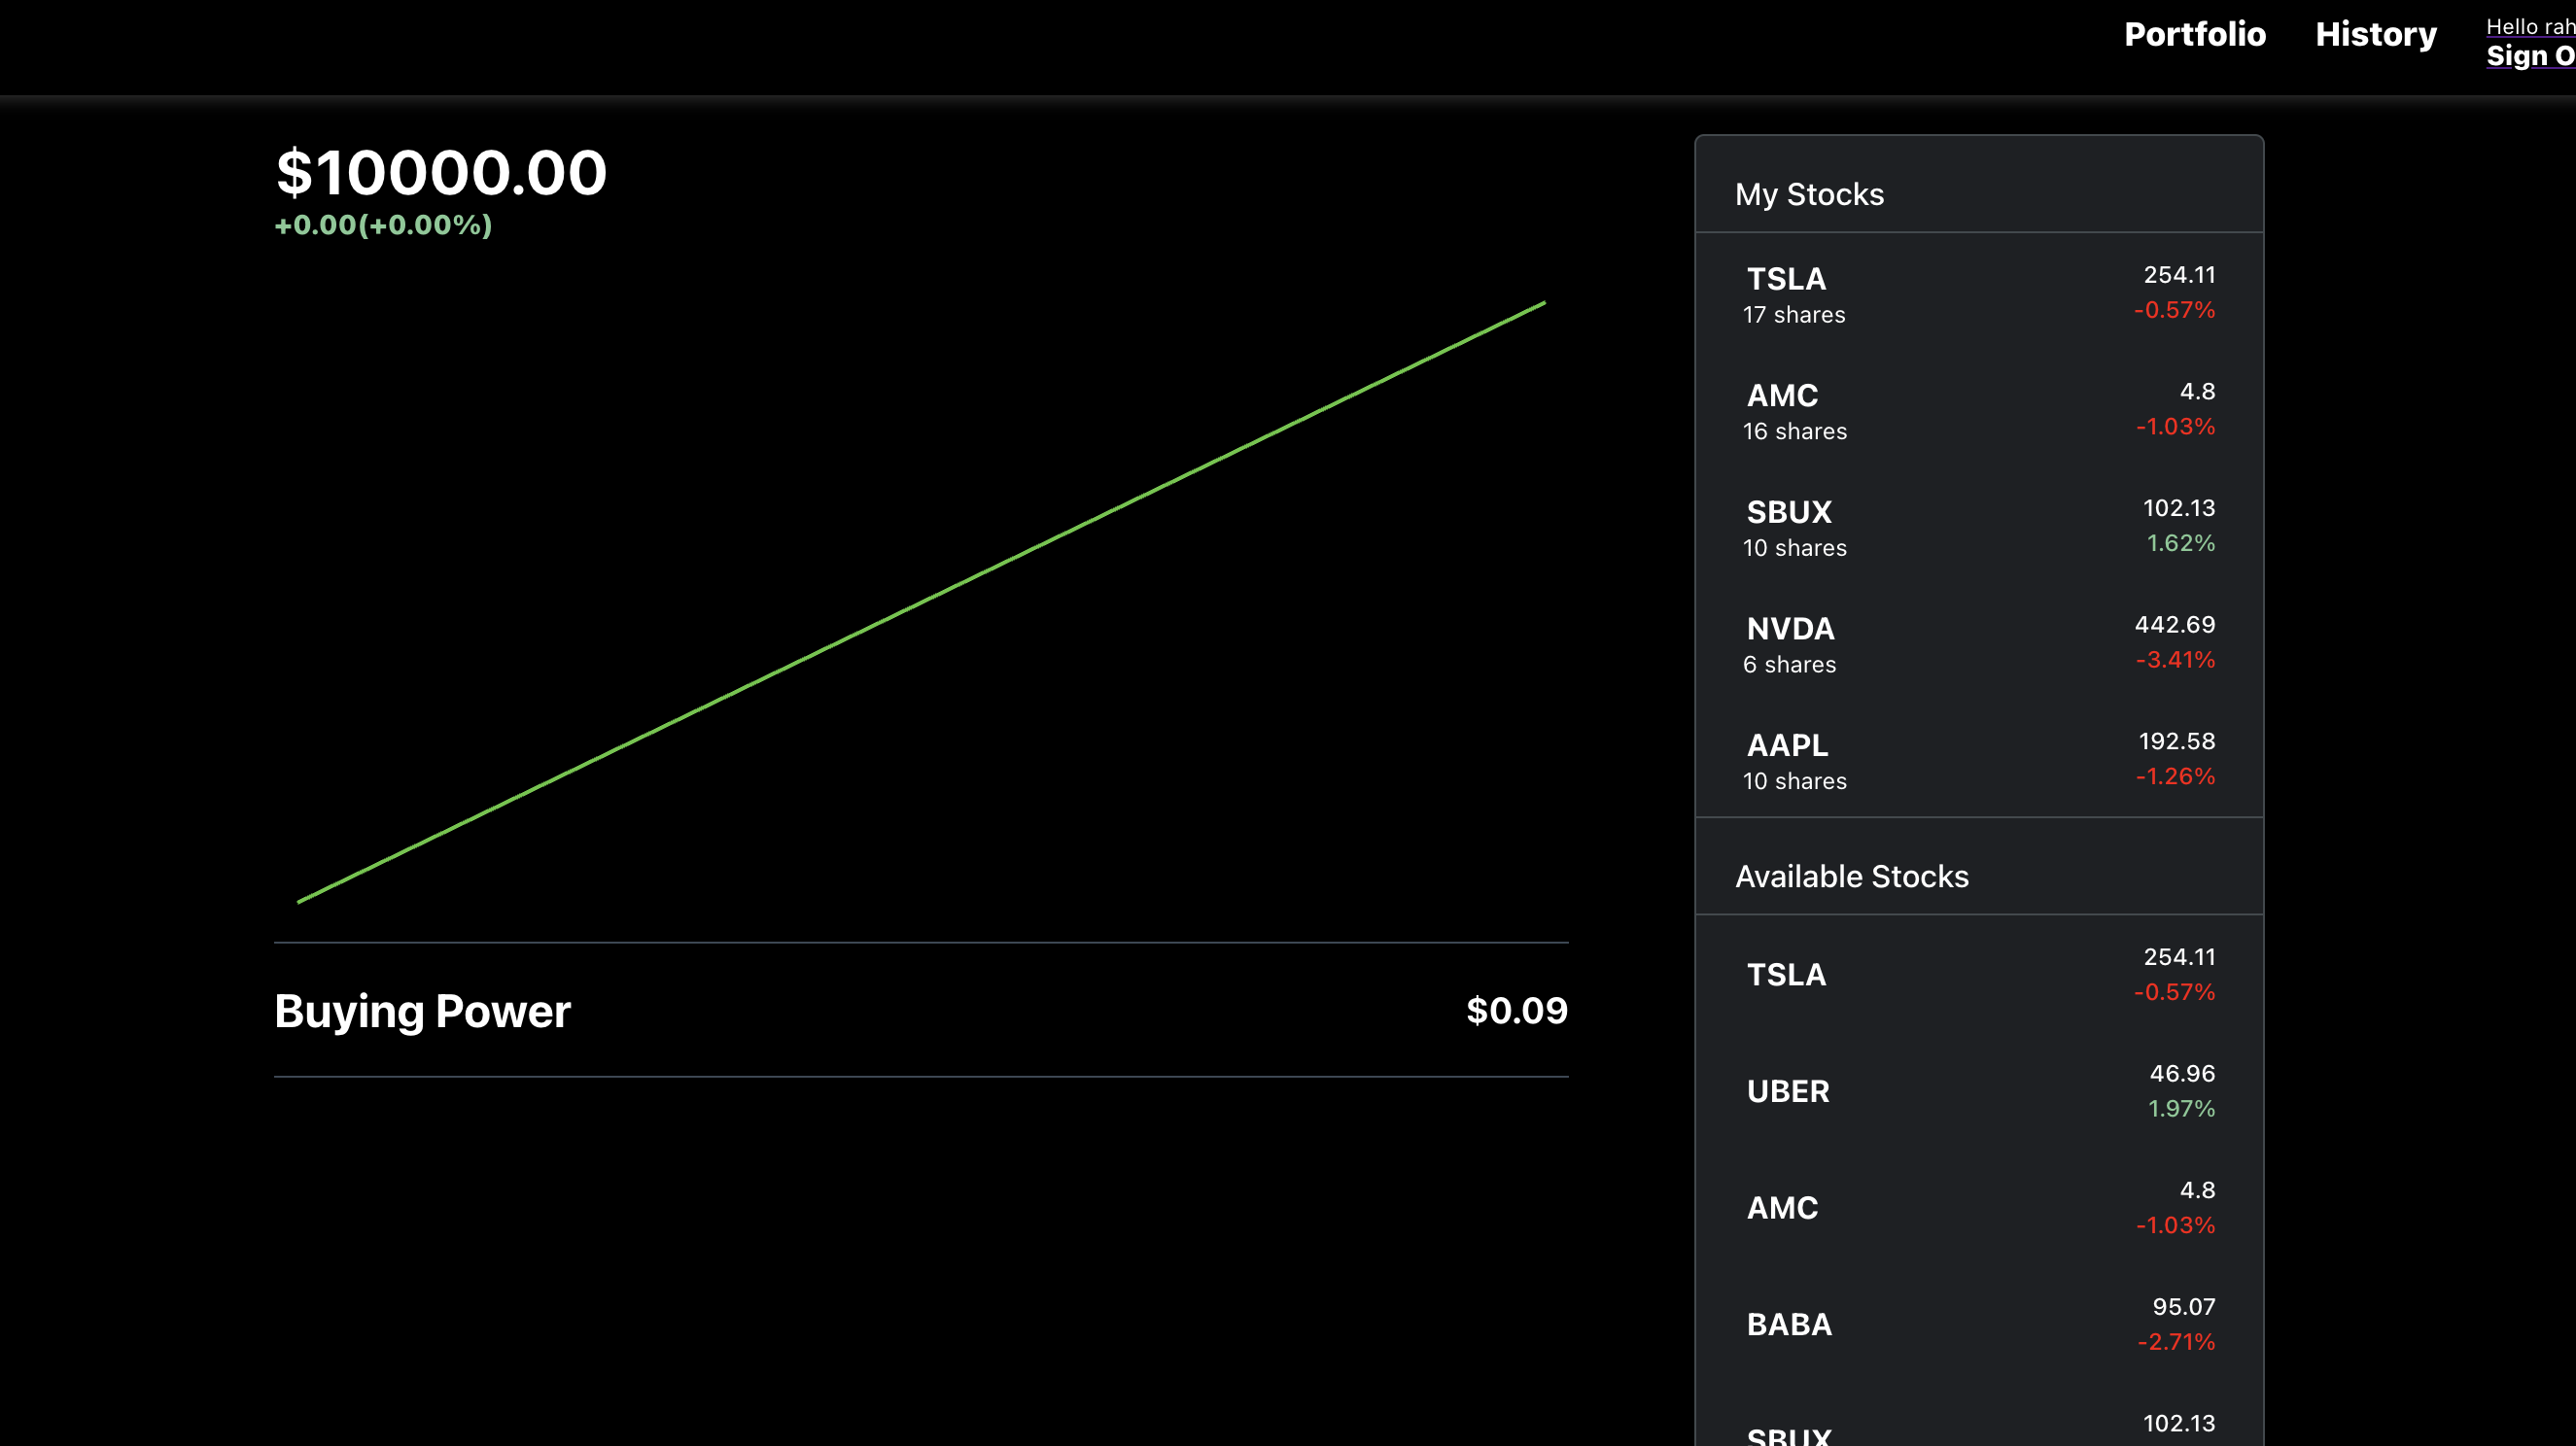 Portfolio
History
Hello rah
Sign O
$10000.00
+0.00(+0.00%)
Buying Power
$0.09
My Stocks
TSLA
254.11
17 shares
-0.57%
AMC
4.8
16 shares
-1.03%
SBUX
102.13
10 shares
1.62%
NVDA
442.69
6 shares
-3.41%
AAPL
192.58
10 shares
-1.26%
Available Stocks
TSLA
254.11
-0.57%
UBER
46.96
1.97%
AMC
4.8
-1.03%
BABA
95.07
-2.71%
SBUX
102.13